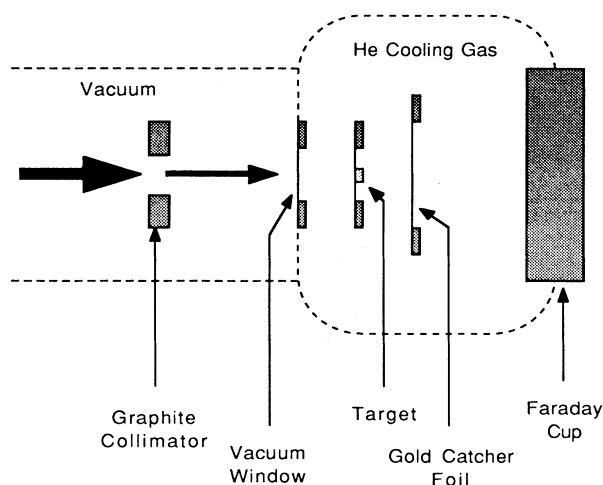 He Cooling Gas
Vacuum
Graphite
Collimator
Vacuum
Window
Target
Gold Catcher
Foil
Faraday
Cup